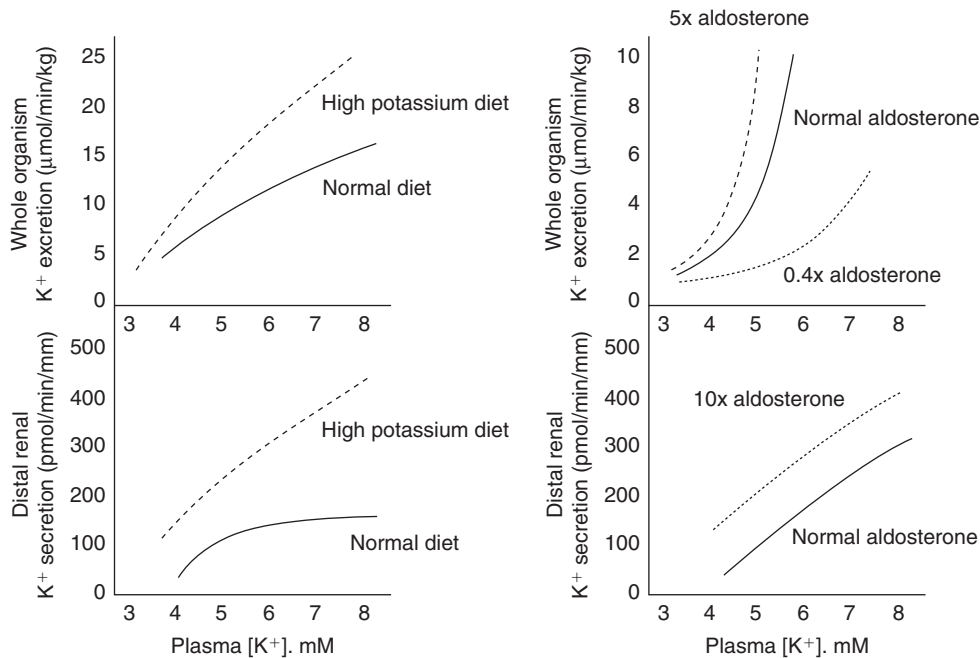 Whole organism
K+ excretion (μmol/min/kg)
25
20
15
10
5
0
High potassium diet
Normal diet
3 4 5 6 7 8
5x aldosterone
Whole organism
K+ excretion (μmol/min/kg)
10
8
6
4
2
0
Normal aldosterone
0.4x aldosterone
3 4 5 6 7 8
Distal renal
K+ secretion (pmol/min/mm)
500
400
300
200
100
0
High potassium diet
Normal diet
3 4 5 6 7 8
Plasma [K+]. mM
Distal renal
K+ secretion (pmol/min/mm)
500
400
300
200
100
0
10x aldosterone
Normal aldosterone
3 4 5 6 7 8
Plasma [K+]. mM